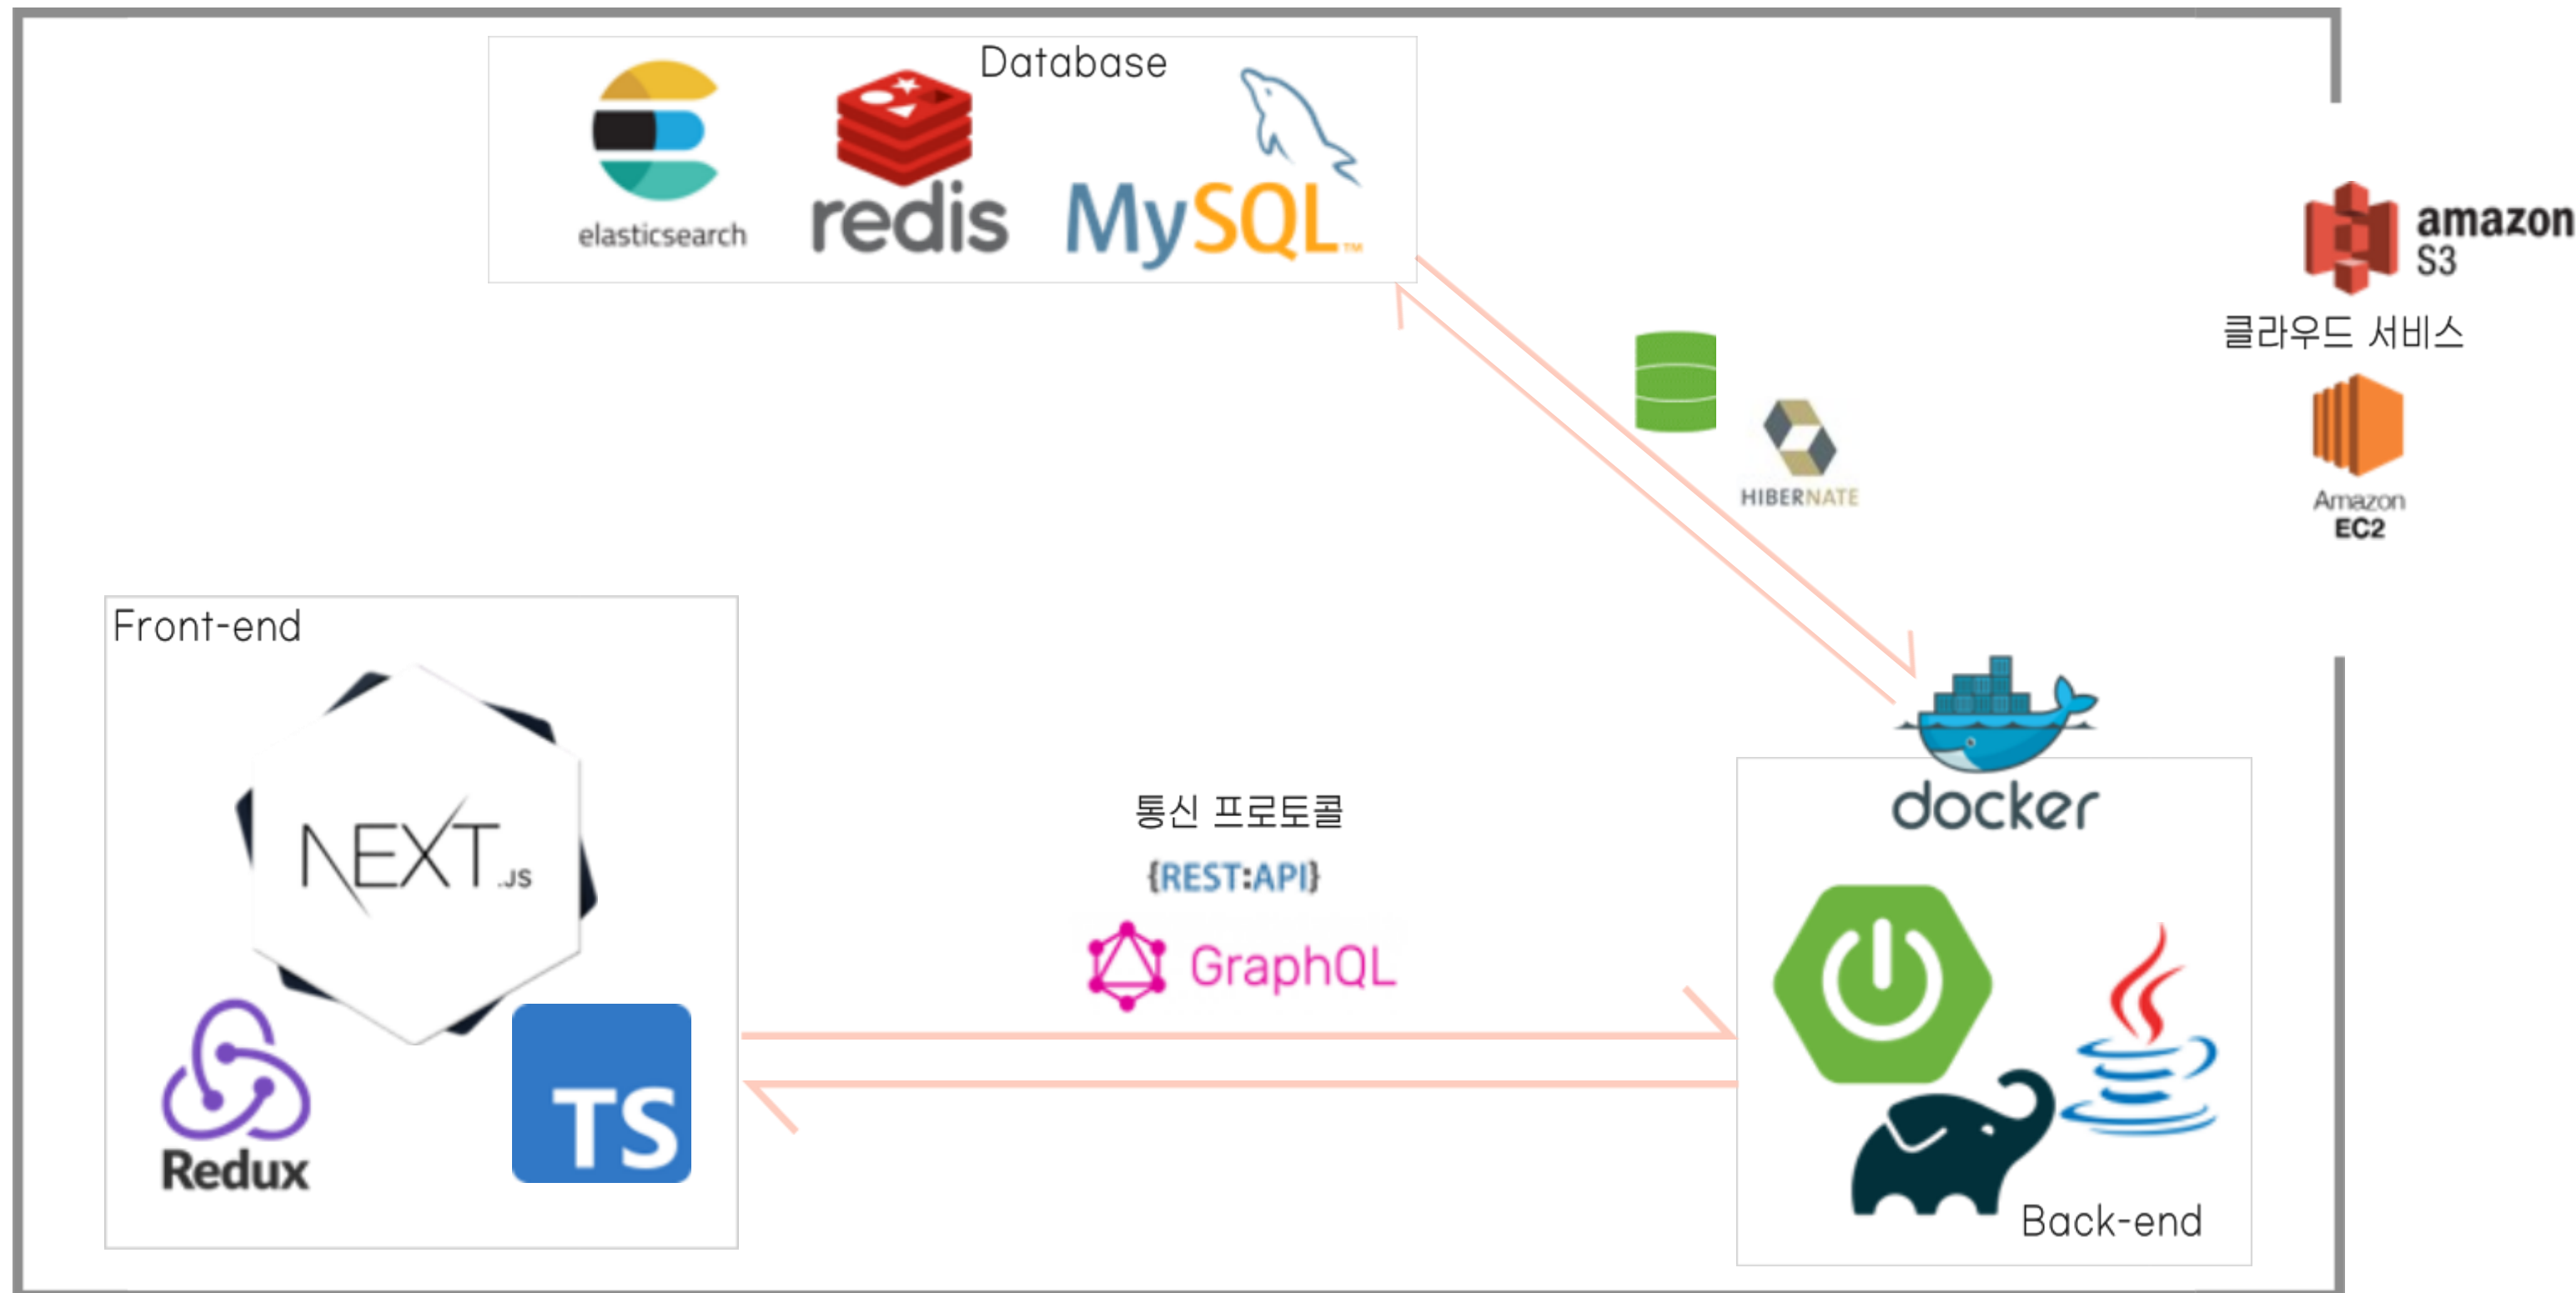 Database
elasticsearch
redis
MySQL™
amazon
S3
클라우드 서비스
HIBERNATE
Amazon
EC2
Front-end
NEXT.JS
Redux
TS
통신 프로토콜
{REST:API}
GraphQL
docker
Back-end